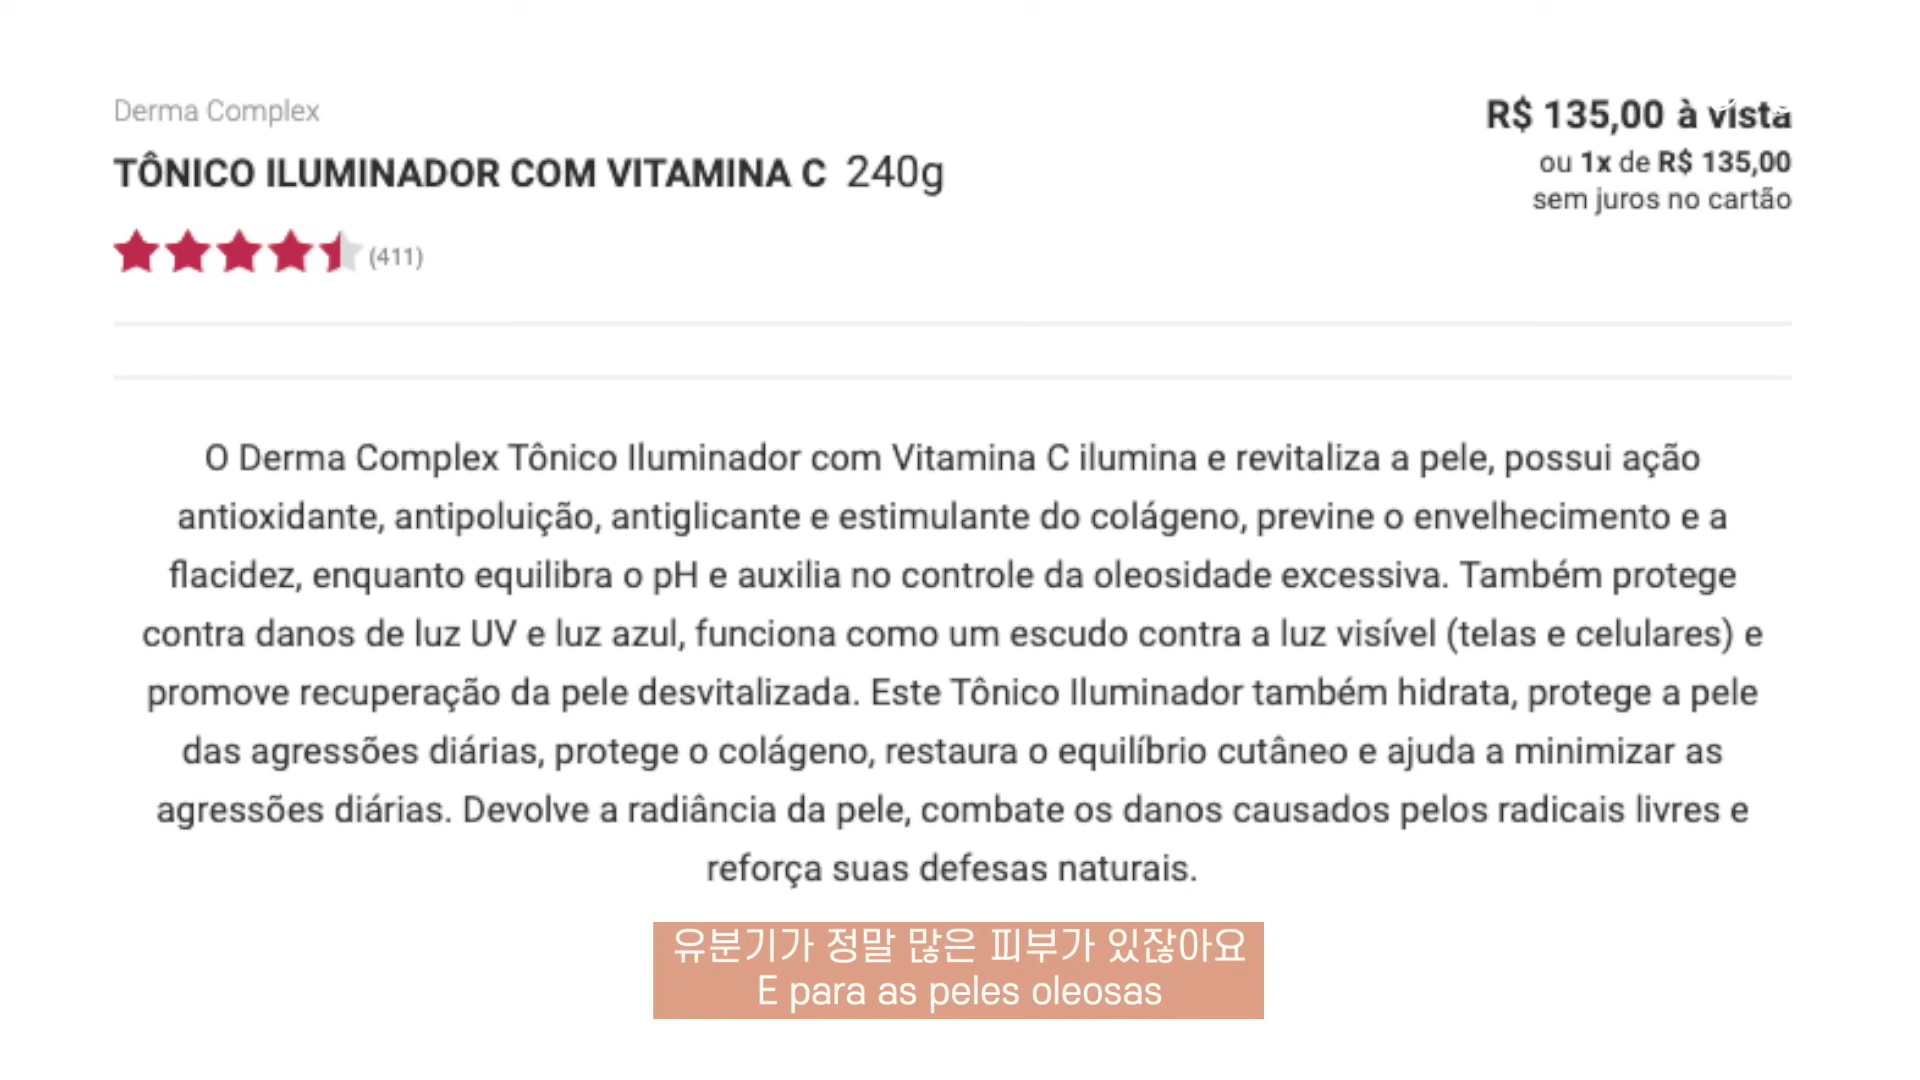 Derma Complex
TÔNICO ILUMINADOR COM VITAMINA C 240g
(411)
R$ 135,00 à vista
ou 1x de R$ 135,00
sem juros no cartão
O Derma Complex Tônico Iluminador com Vitamina C ilumina e revitaliza a pele, possui ação
antioxidante, antipoluição, antiglicante e estimulante do colágeno, previne o envelhecimento e a
flacidez, enquanto equilibra o pH e auxilia no controle da oleosidade excessiva. Também protege
contra danos de luz UV e luz azul, funciona como um escudo contra a luz visível (telas e celulares) e
promove recuperação da pele desvitalizada. Este Tônico Iluminador também hidrata, protege a pele
das agressões diárias, protege o colágeno, restaura o equilíbrio cutâneo e ajuda a minimizar as
agressões diárias. Devolve a radiância da pele, combate os danos causados pelos radicais livres e
reforça suas defesas naturais.
유분기가 정말 많은 피부가 있잖아요
E para as peles oleosas